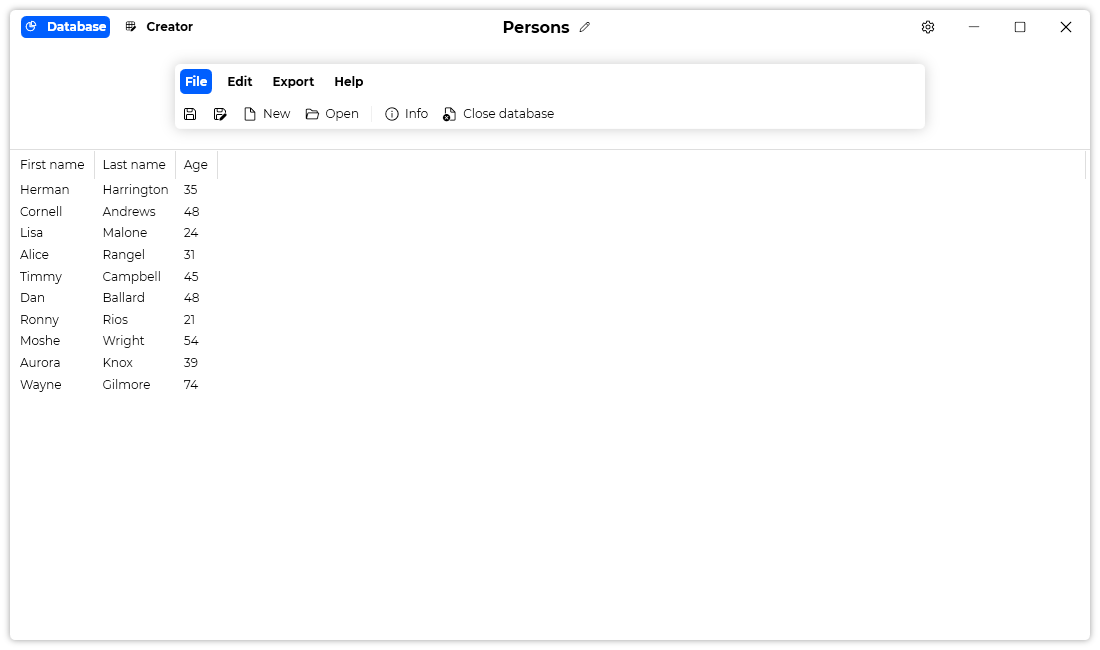 Database Creator Persons
File Edit Export Help
New Open Info Close database
First name Last name Age
Herman Harrington 35
Cornell Andrews 48
Lisa Malone 24
Alice Rangel 31
Timmy Campbell 45
Dan Ballard 48
Ronny Rios 21
Moshe Wright 54
Aurora Knox 39
Wayne Gilmore 74